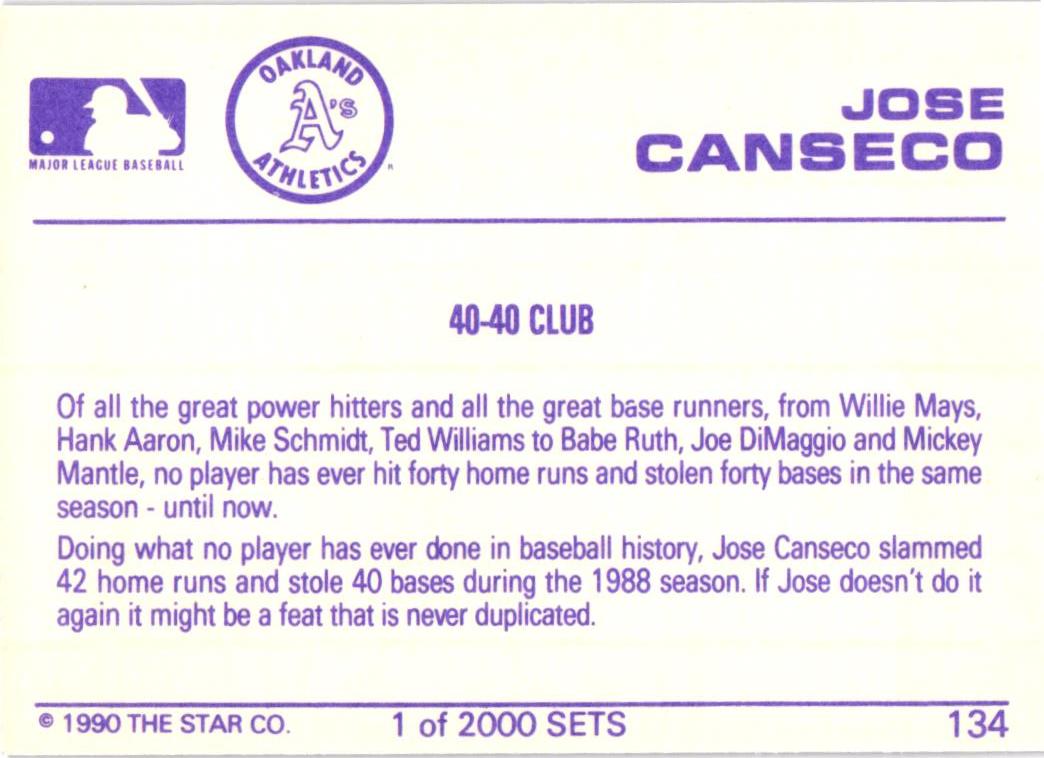 MAJOR LEAGUE BASEBALL
OAKLAND
A's
ATHLETICS
JOSE
CANSECO
40-40 CLUB
Of all the great power hitters and all the great base runners, from Willie Mays,
Hank Aaron, Mike Schmidt, Ted Williams to Babe Ruth, Joe DiMaggio and Mickey
Mantle, no player has ever hit forty home runs and stolen forty bases in the same
season - until now.
Doing what no player has ever done in baseball history, Jose Canseco slammed
42 home runs and stole 40 bases during the 1988 season. If Jose doesn't do it
again it might be a feat that is never duplicated.
© 1990 THE STAR CO. 1 of 2000 SETS 134